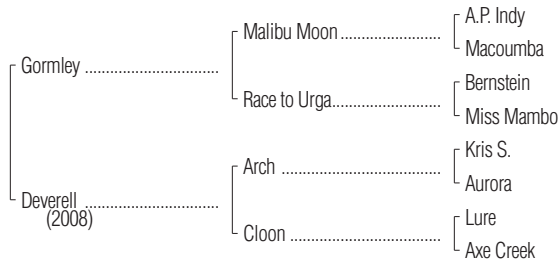 A.P. Indy
Malibu Moon
Macoumba
Gormley
Bernstein
Race to Urga
Miss Mambo
Kris S.
Arch
Aurora
Deverell
(2008)
Lure
Cloon
Axe Creek